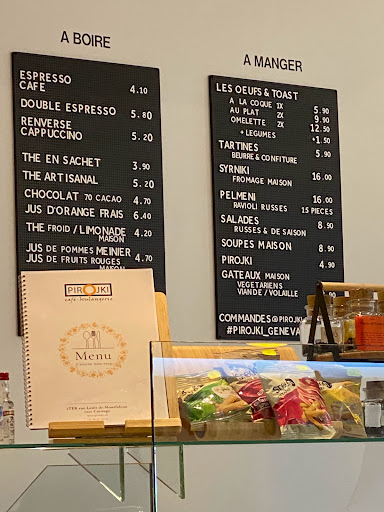 A BOIRE
ESPRESSO
CAFE 4.10
DOUBLE ESPRESSO 5.80
RENVERSE
CAPPUCCINO 5.20
THE EN SACHET 3.90
THE ARTISANAL 5.20
CHOCOLAT 70 CACAO 4.70
JUS D'ORANGE FRAIS 6.40
THE FROID / LIMONADE 4.20
MAISON
JUS DE POMMES MEINIER 4.70
JUS DE FRUITS ROUGES
MAISON
A MANGER
LES OEUFS & TOAST
A LA COQUE 1X 5.90
AU PLAT 2X 9.90
OMELETTE 2X 12.50
+ LEGUMES +1.50
TARTINES 5.90
BEURRE & CONFITURE
SYRNIKI 16.00
FROMAGE MAISON
PELMENI 16.00
RAVIOLI RUSSES 15 PIECES
SALADES 8.90
RUSSES & DE SAISON
SOUPES MAISON 8.90
PIROJKI 4.90
GATEAUX MAISON
VEGETARIENS
VIANDE / VOLAILLE
COMMANDES@PIROJKI
#PIROJKI_GENEVA
PIROJKI
café-boulangerie
Menu